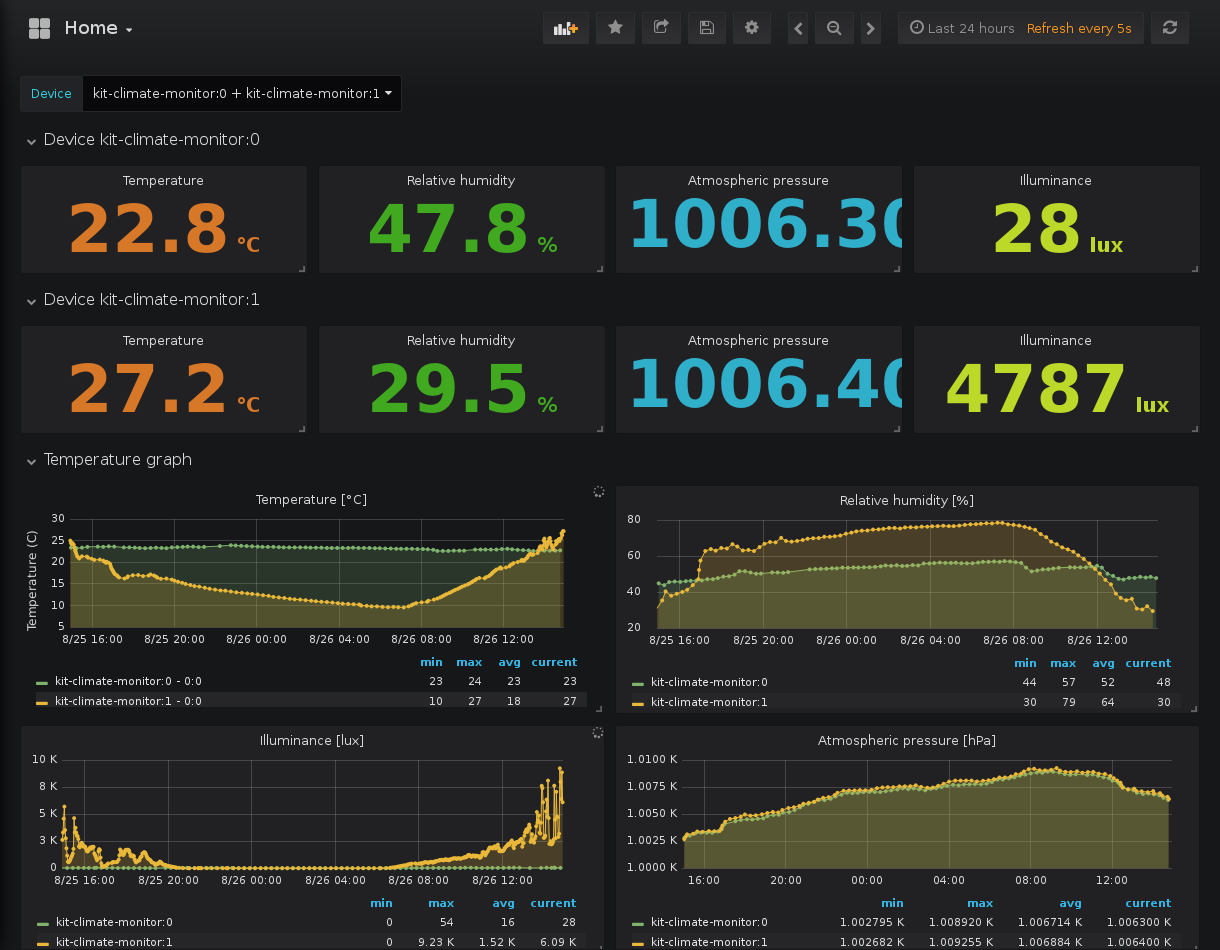 Home
Last 24 hours Refresh every 5s
Device kit-climate-monitor:0 + kit-climate-monitor:1
Device kit-climate-monitor:0
Temperature Relative humidity Atmospheric pressure Illuminance
22.8 °C 47.8 % 1006.30 28 lux
Device kit-climate-monitor:1
Temperature Relative humidity Atmospheric pressure Illuminance
27.2 °C 29.5 % 1006.40 4787 lux
Temperature graph
Temperature [°C]
Temperature (C)
30
25
20
15
10
5
8/25 16:00 8/25 20:00 8/26 00:00 8/26 04:00 8/26 08:00 8/26 12:00
min max avg current
kit-climate-monitor:0 - 0:0 23 24 23 23
kit-climate-monitor:1 - 0:0 10 27 18 27
Relative humidity [%]
80
60
40
20
8/25 16:00 8/25 20:00 8/26 00:00 8/26 04:00 8/26 08:00 8/26 12:00
min max avg current
kit-climate-monitor:0 44 57 52 48
kit-climate-monitor:1 30 79 64 30
Illuminance [lux]
10 K
8 K
5 K
3 K
0
8/25 16:00 8/25 20:00 8/26 00:00 8/26 04:00 8/26 08:00 8/26 12:00
min max avg current
kit-climate-monitor:0 0 54 16 28
kit-climate-monitor:1 0 9.23 K 1.52 K 6.09 K
Atmospheric pressure [hPa]
1.0100 K
1.0075 K
1.0050 K
1.0025 K
1.0000 K
16:00 20:00 00:00 04:00 08:00 12:00
min max avg current
kit-climate-monitor:0 1.002795 K 1.008920 K 1.006714 K 1.006300 K
kit-climate-monitor:1 1.002682 K 1.009255 K 1.006884 K 1.006400 K